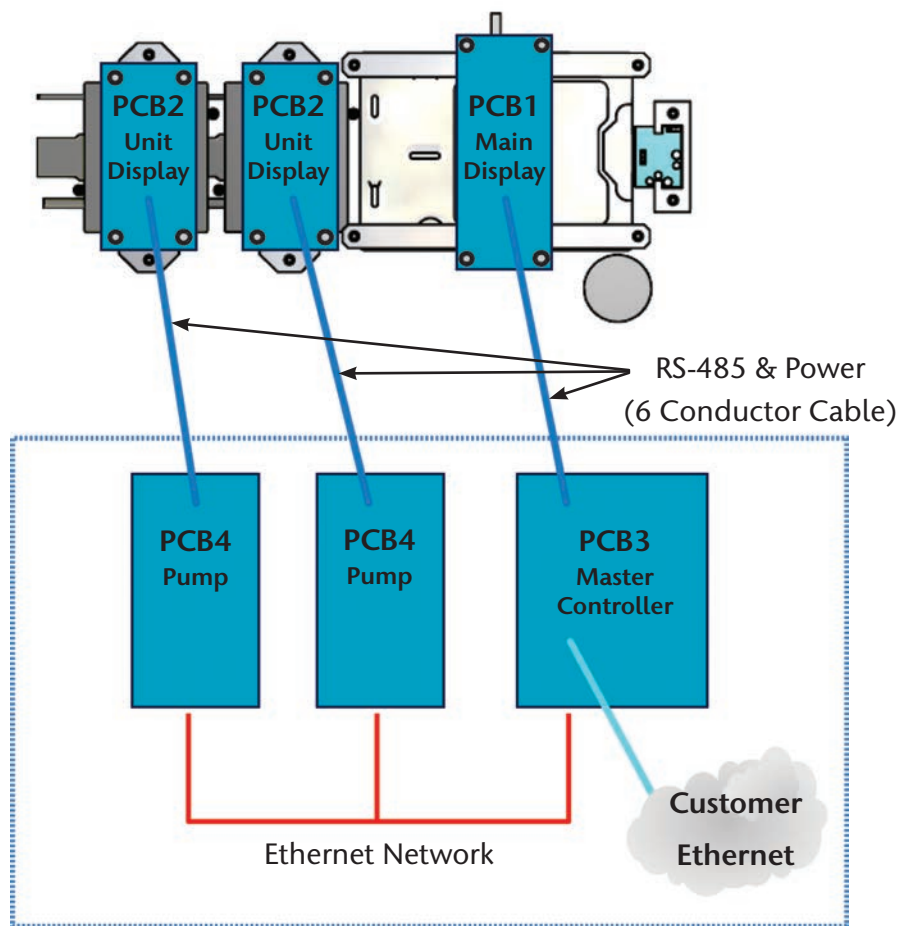 PCB2
Unit
Display
PCB2
Unit
Display
PCB1
Main
Display
RS-485 & Power
(6 Conductor Cable)
PCB4
Pump
PCB4
Pump
PCB3
Master
Controller
Customer
Ethernet
Ethernet Network